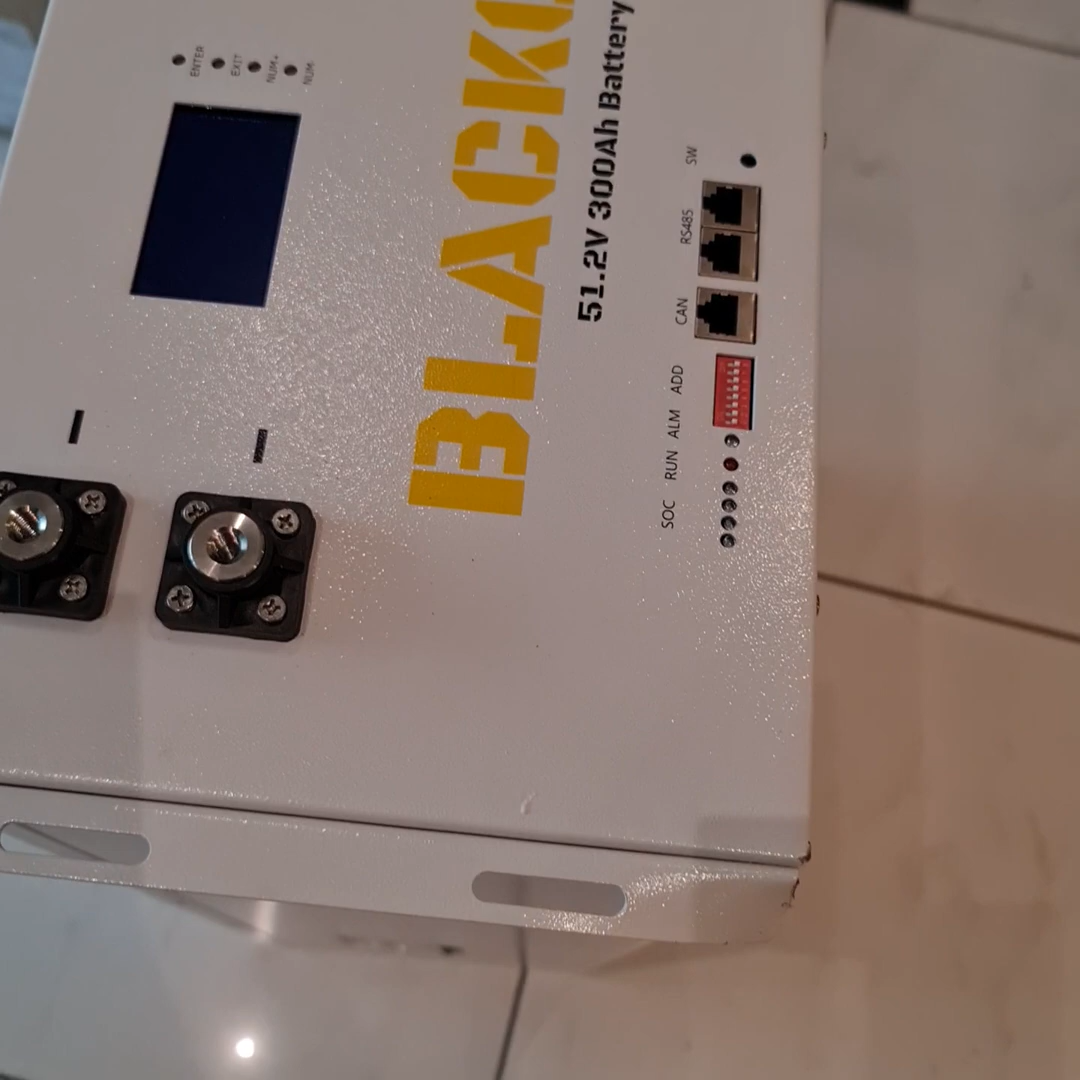 ENTER
EXIT
NUM+
NUM-
BLACK
51.2V 300Ah Battery
SW
RS485
CAN
ADD
ALM
RUN
SOC